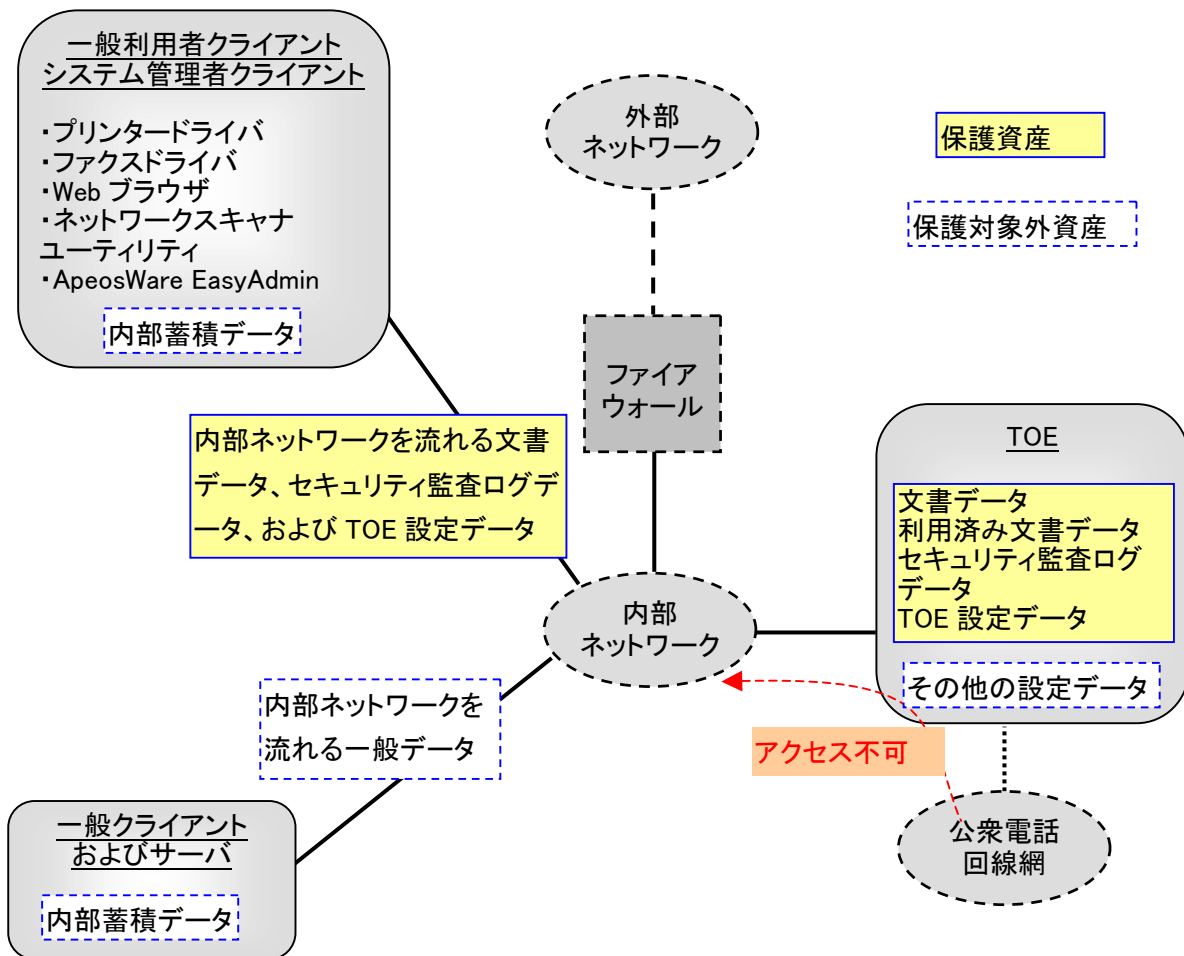 一般利用者クライアント
システム管理者クライアント
・プリンタードライバ
・ファクスドライバ
・Web ブラウザ
・ネットワークスキャナ
ユーティリティ
・ApeosWare EasyAdmin
内部蓄積データ
外部
ネットワーク
保護資産
保護対象外資産
ファイア
ウォール
内部ネットワークを流れる文書
データ、セキュリティ監査ログデ
ータ、および TOE 設定データ
TOE
文書データ
利用済み文書データ
セキュリティ監査ログ
データ
TOE 設定データ
その他の設定データ
内部
ネットワーク
内部ネットワークを
流れる一般データ
アクセス不可
公衆電話
回線網
一般クライアント
およびサーバ
内部蓄積データ